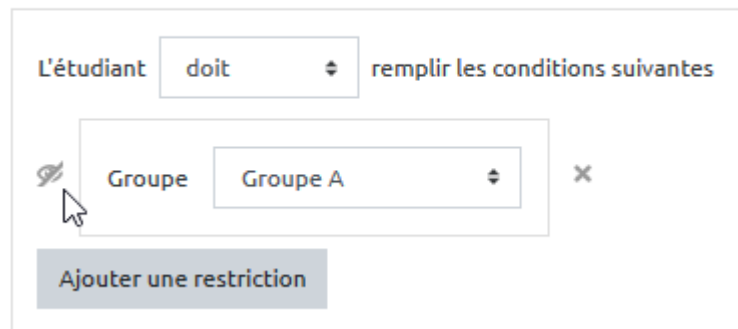 L'étudiant doit remplir les conditions suivantes
Groupe Groupe A
Ajouter une restriction